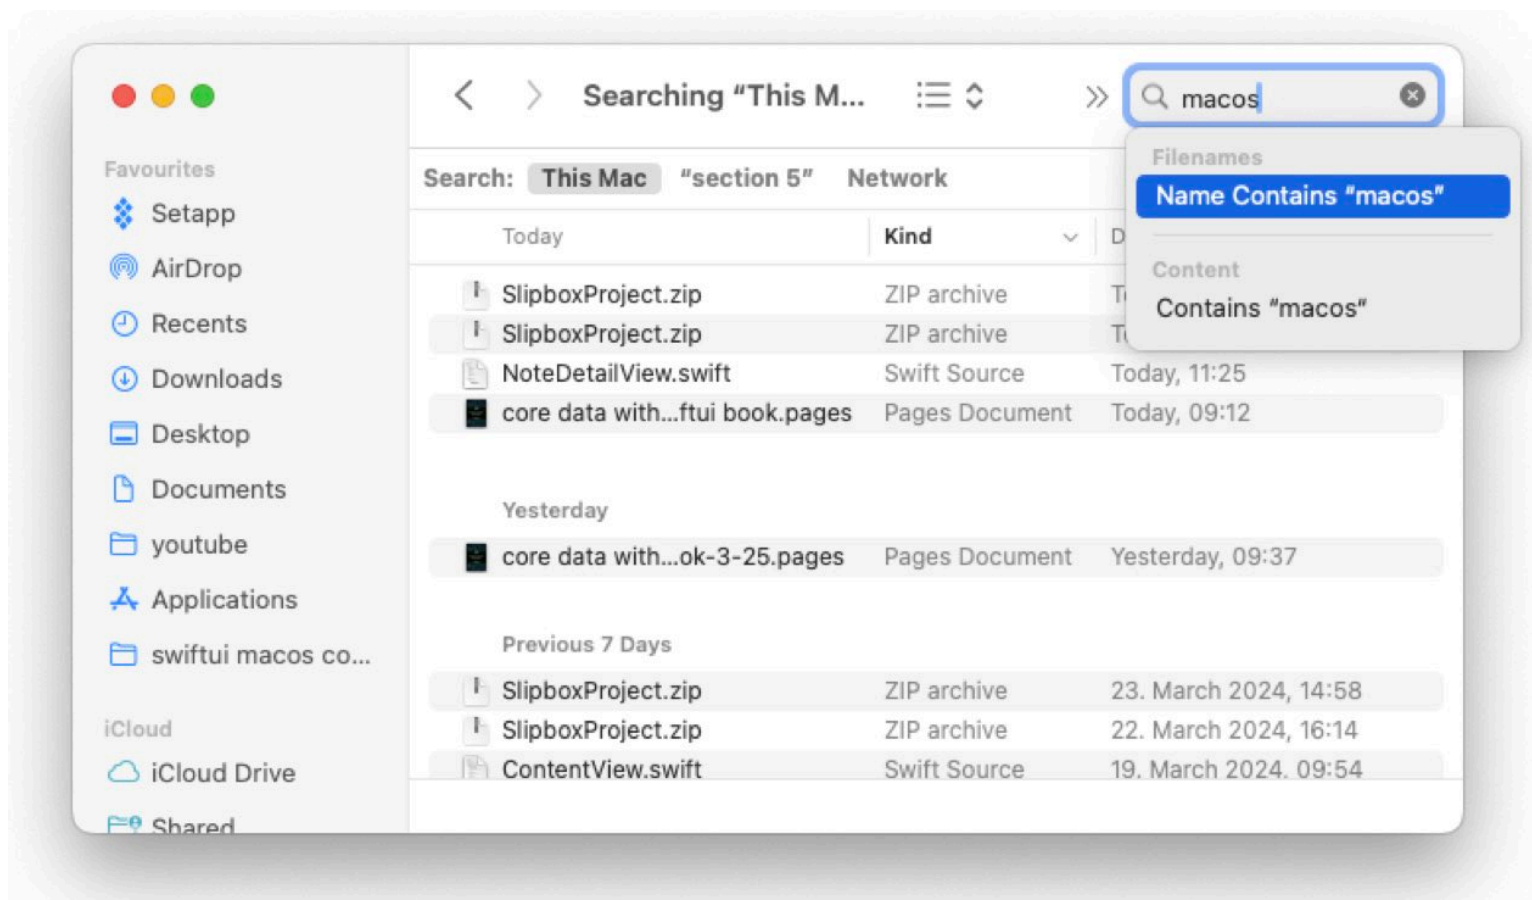 Searching “This M...
macos
Favourites
Setapp
AirDrop
Recents
Downloads
Desktop
Documents
youtube
Applications
swiftui macos co...
iCloud
iCloud Drive
Shared
Search: This Mac “section 5” Network
Filenames
Name Contains “macos”
Content
Contains “macos“
Today Kind D
SlipboxProject.zip ZIP archive
SlipboxProject.zip ZIP archive
NoteDetailView.swift Swift Source Today, 11:25
core data with...ftui book.pages Pages Document Today, 09:12
Yesterday
core data with...ok-3-25.pages Pages Document Yesterday, 09:37
Previous 7 Days
SlipboxProject.zip ZIP archive 23. March 2024, 14:58
SlipboxProject.zip ZIP archive 22. March 2024, 16:14
ContentView.swift Swift Source 19. March 2024, 09:54